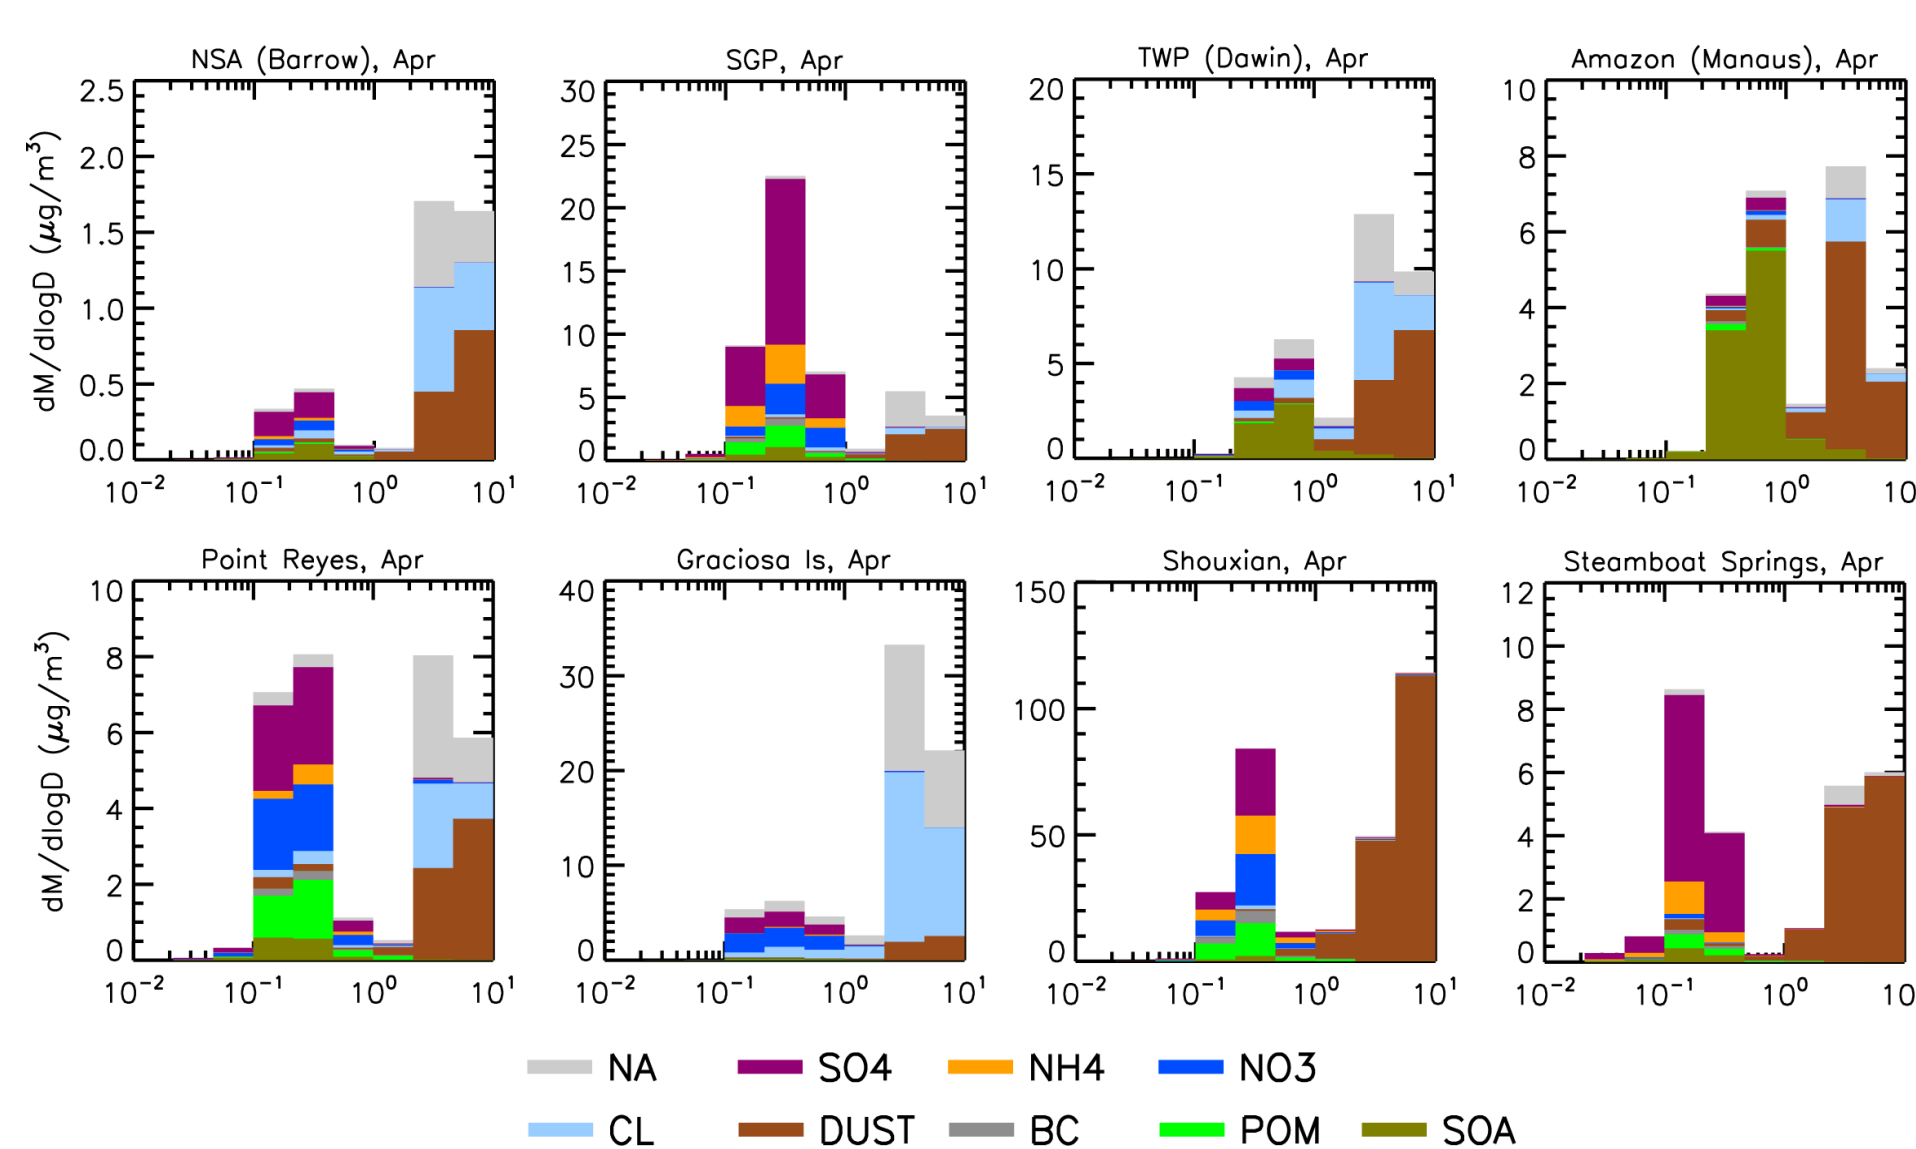 NSA (Barrow), Apr
SGP, Apr
TWP (Dawin), Apr
Amazon (Manaus), Apr
dM/dlogD (μg/m³)
2.5
2.0
1.5
1.0
0.5
0.0
10⁻² 10⁻¹ 10⁰ 10¹
30
25
20
15
10
5
0
10⁻² 10⁻¹ 10⁰ 10¹
20
15
10
5
0
10⁻² 10⁻¹ 10⁰ 10¹
10
8
6
4
2
0
10⁻² 10⁻¹ 10⁰ 10
Point Reyes, Apr
Graciosa Is, Apr
Shouxian, Apr
Steamboat Springs, Apr
dM/dlogD (μg/m³)
10
8
6
4
2
0
10⁻² 10⁻¹ 10⁰ 10¹
40
30
20
10
0
10⁻² 10⁻¹ 10⁰ 10¹
150
100
50
0
10⁻² 10⁻¹ 10⁰ 10¹
12
10
8
6
4
2
0
10⁻² 10⁻¹ 10⁰ 10
NA SO4 NH4 NO3
CL DUST BC POM SOA